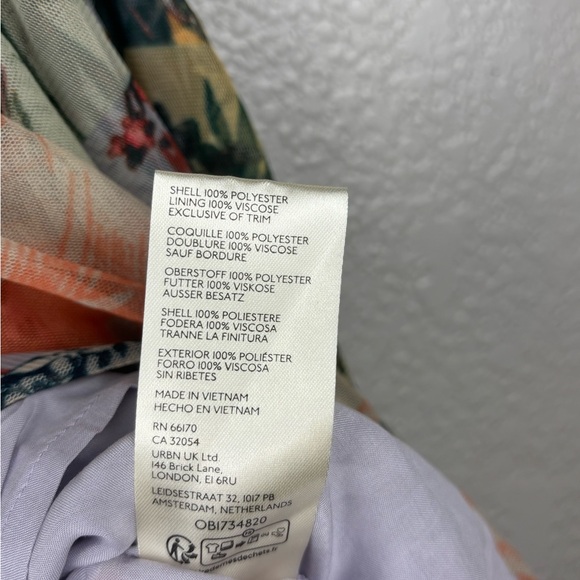 SHELL 100% POLYESTER
LINING 100% VISCOSE
EXCLUSIVE OF TRIM
COQUILLE 100% POLYESTER
DOUBLURE 100% VISCOSE
SAUF BORDURE
OBERSTOFF 100% POLYESTER
FUTTER 100% VISKOSE
AUSSER BESATZ
SHELL 100% POLIESTERE
FODERA 100% VISCOSA
TRANNE LA FINITURA
EXTERIOR 100% POLIÉSTER
FORRO 100% VISCOSA
SIN RIBETES
MADE IN VIETNAM
HECHO EN VIETNAM
RN 66170
CA 32054
URBN UK Ltd.
146 Brick Lane,
LONDON, E1 6RU
LEIDSESTRAAT 32, 1017 PB
AMSTERDAM, NETHERLANDS
OB1734820